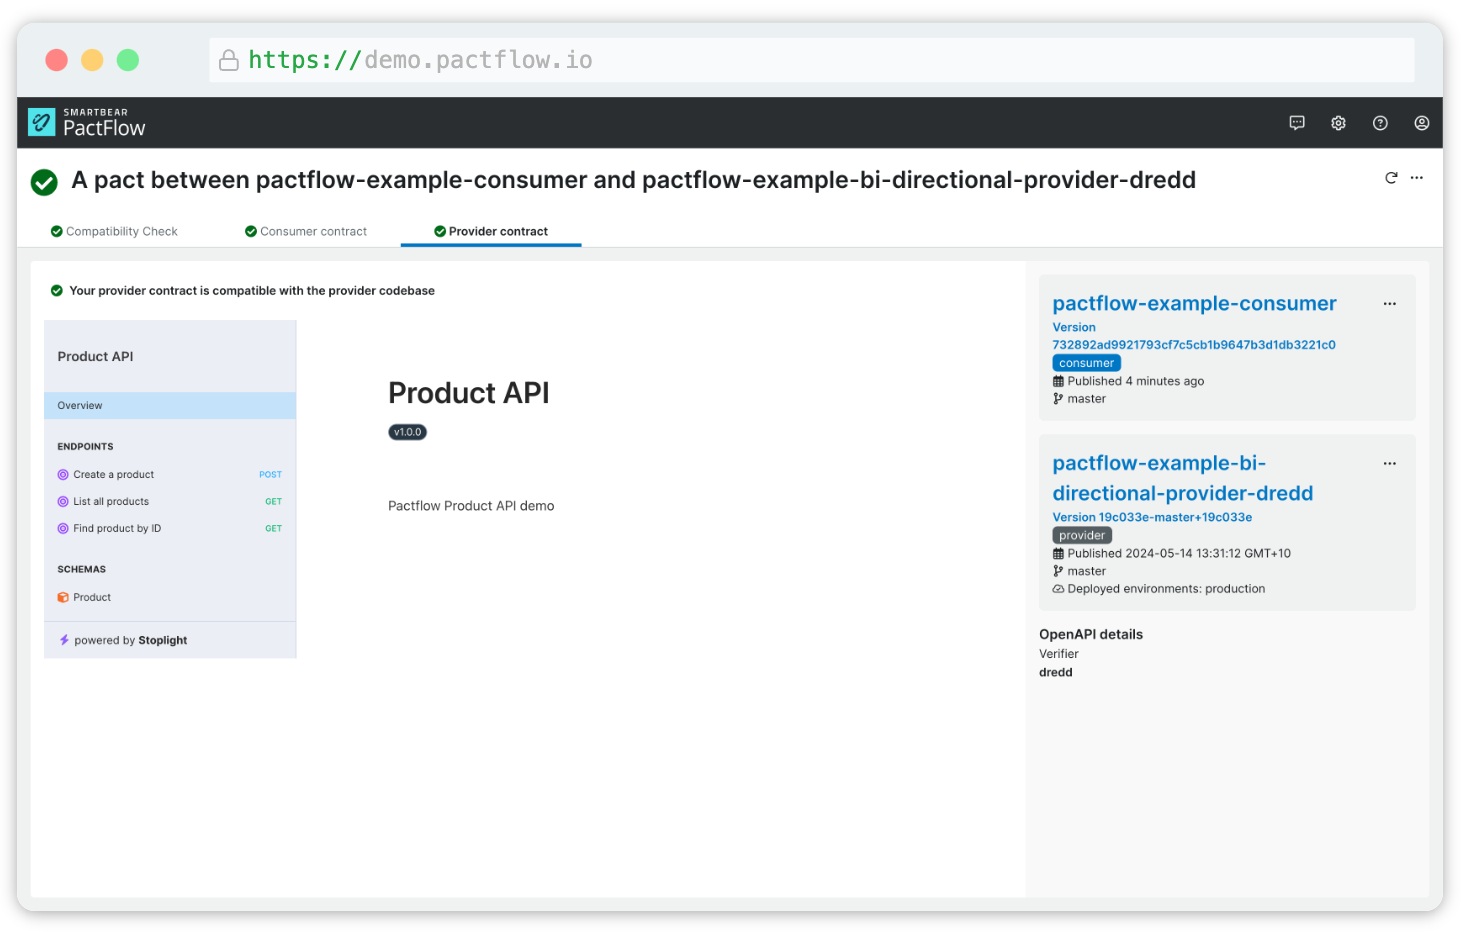 https://demo.pactflow.io
SMARTBEAR
PactFlow
A pact between pactflow-example-consumer and pactflow-example-bi-directional-provider-dredd
Compatibility Check
Consumer contract
Provider contract
Your provider contract is compatible with the provider codebase
Product API
Overview
ENDPOINTS
Create a product POST
List all products GET
Find product by ID GET
SCHEMAS
Product
powered by Stoplight
Product API
v1.0.0
Pactflow Product API demo
pactflow-example-consumer
Version
732892ad9921793cf7c5cb1b9647b3d1db3221c0
consumer
Published 4 minutes ago
master
pactflow-example-bi-
directional-provider-dredd
Version 19c033e-master+19c033e
provider
Published 2024-05-14 13:31:12 GMT+10
master
Deployed environments: production
OpenAPI details
Verifier
dredd